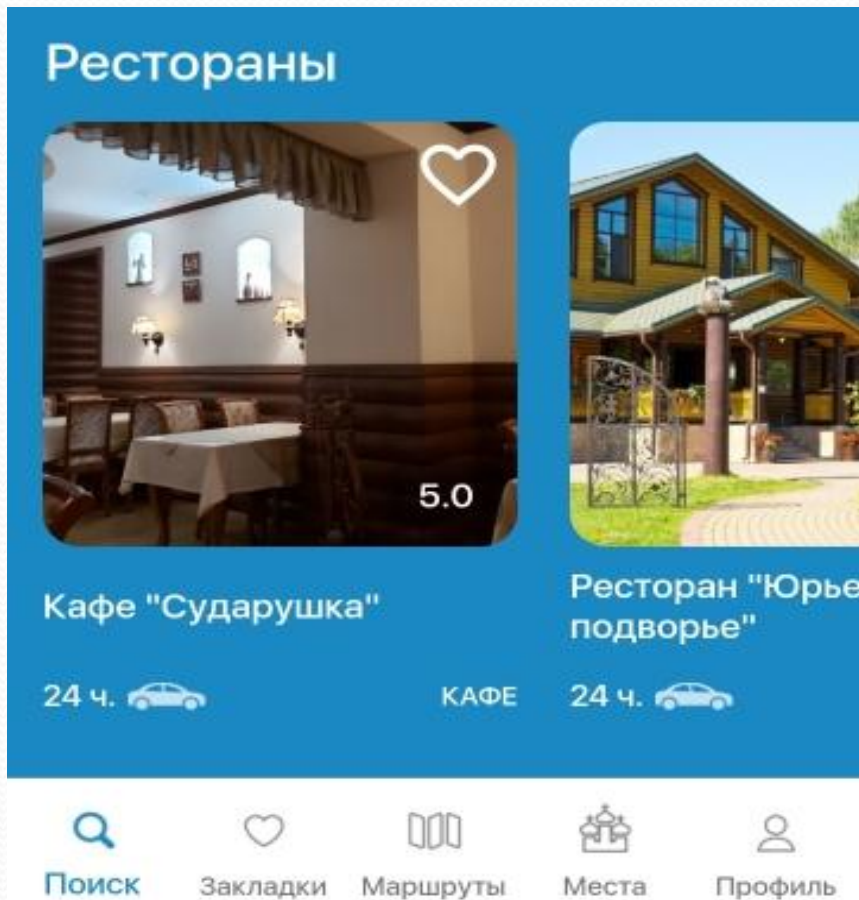 Рестораны
5.0
Кафе "Сударушка"
24 ч.
КАФЕ
Ресторан "Юрье
подворье"
24 ч.
Поиск
Закладки
Маршруты
Места
Профиль